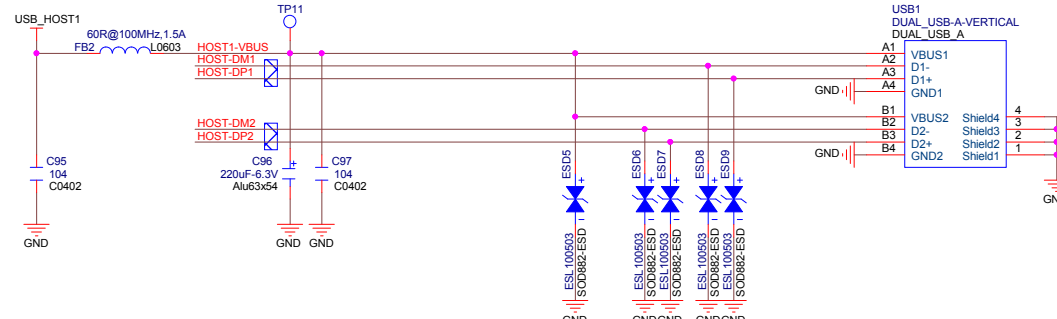 TP11
USB_HOST1
60R@100MHz,1.5A
FB2
L0603
HOST1-VBUS
HOST-DM1
HOST-DP1
HOST-DM2
HOST-DP2
C95
104
C0402
GND
C96
220uF-6.3V
Alu63x54
+
GND
C97
104
C0402
GND
ESD5
+
ESL100503
SOD882-ESD
GND
ESD6
+
ESL100503
SOD882-ESD
GND
ESD7
+
ESL100503
SOD882-ESD
GND
ESD8
+
ESL100503
SOD882-ESD
GND
ESD9
+
ESL100503
SOD882-ESD
GND
USB1
DUAL_USB-A-VERTICAL
DUAL_USB_A
A1 VBUS1
A2 D1-
A3 D1+
GND A4 GND1
B1 VBUS2 Shield4 4
B2 D2- Shield3 3
B3 D2+ Shield2 2
GND B4 GND2 Shield1 1